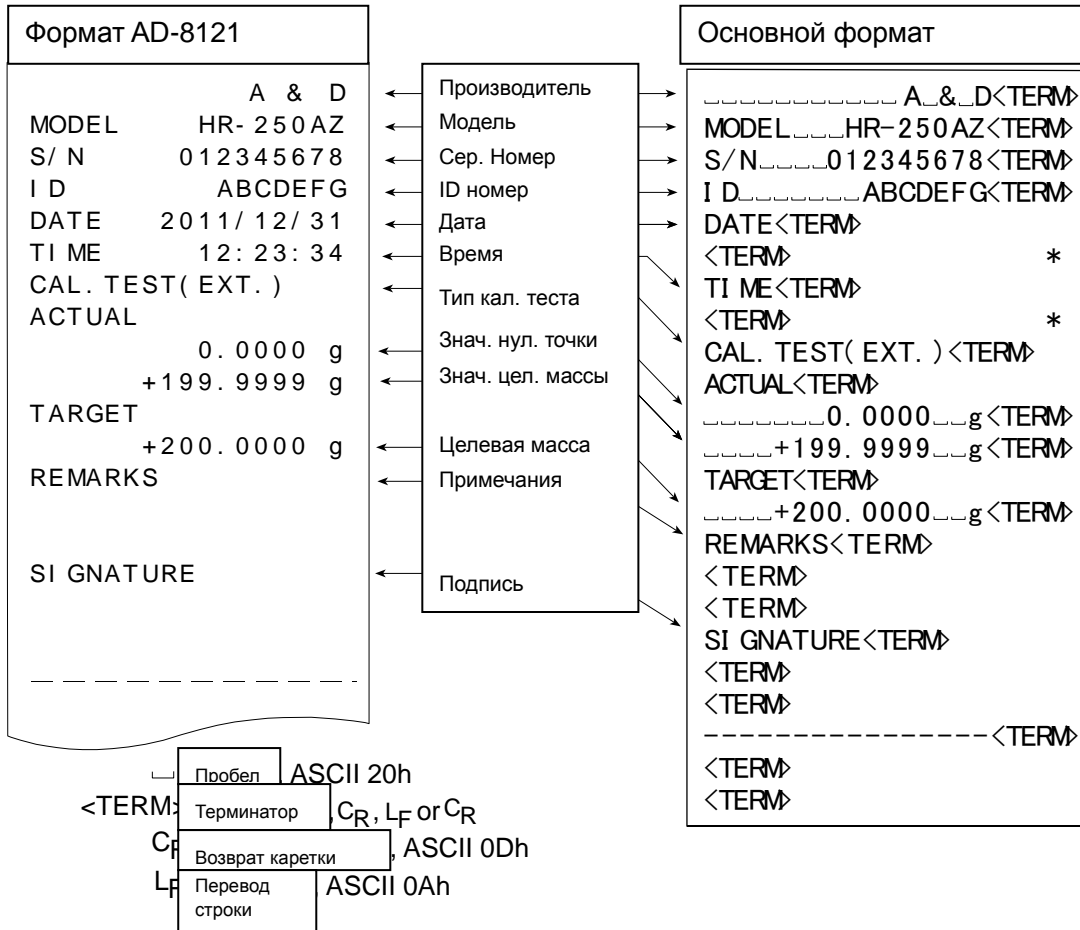 Формат AD-8121
A & D
MODEL HR-250AZ
S/N 012345678
ID ABCDEFG
DATE 2011/12/31
TIME 12:23:34
CAL.TEST(EXT.)
ACTUAL
0.0000 g
+199.9999 g
TARGET
+200.0000 g
REMARKS
SIGNATURE
Производитель
Модель
Сер. Номер
ID номер
Дата
Время
Тип кал. теста
Знач. нул. точки
Знач. цел. массы
Целевая масса
Примечания
Подпись
Основной формат
␣␣␣␣␣␣␣␣␣␣␣A␣&␣D<TERM>
MODEL␣␣␣HR-250AZ<TERM>
S/N␣␣␣␣012345678<TERM>
ID␣␣␣␣␣␣␣ABCDEFG<TERM>
DATE<TERM>
<TERM> *
TIME<TERM>
<TERM> *
CAL.TEST(EXT.)<TERM>
ACTUAL<TERM>
␣␣␣␣␣␣␣0.0000␣␣g<TERM>
␣␣␣␣+199.9999␣␣g<TERM>
TARGET<TERM>
␣␣␣␣+200.0000␣␣g<TERM>
REMARKS<TERM>
<TERM>
<TERM>
SIGNATURE<TERM>
<TERM>
<TERM>
----------------<TERM>
<TERM>
<TERM>
␣ Пробел , ASCII 20h
<TERM> Терминатор , CR, LF or CR
CR Возврат каретки , ASCII 0Dh
LF Перевод строки , ASCII 0Ah